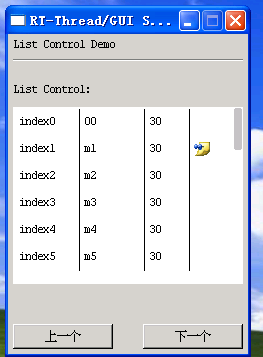 RT-Thread/GUI S...
List Control Demo
List Control:
index0 00 30
index1 m1 30
index2 m2 30
index3 m3 30
index4 m4 30
index5 m5 30
上一个 下一个